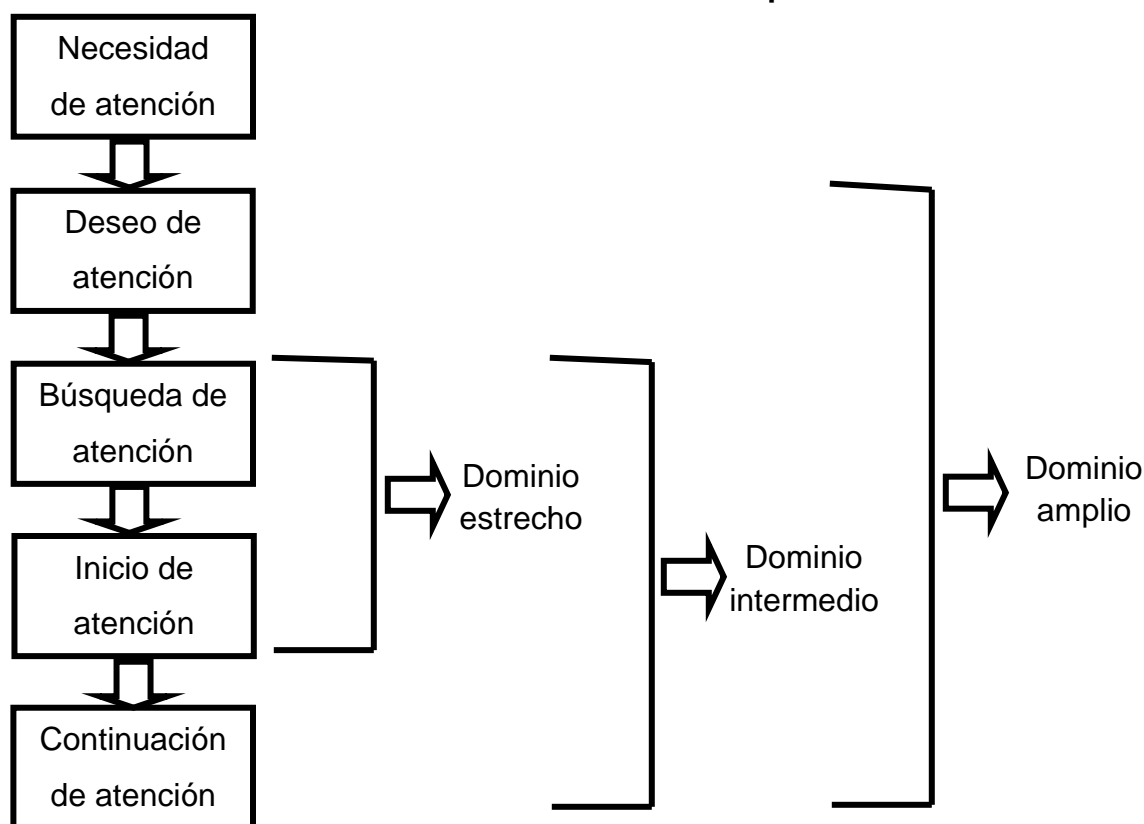 Necesidad
de atención
Deseo de
atención
Búsqueda de
atención
Inicio de
atención
Continuación
de atención
Dominio
estrecho
Dominio
intermedio
Dominio
amplio